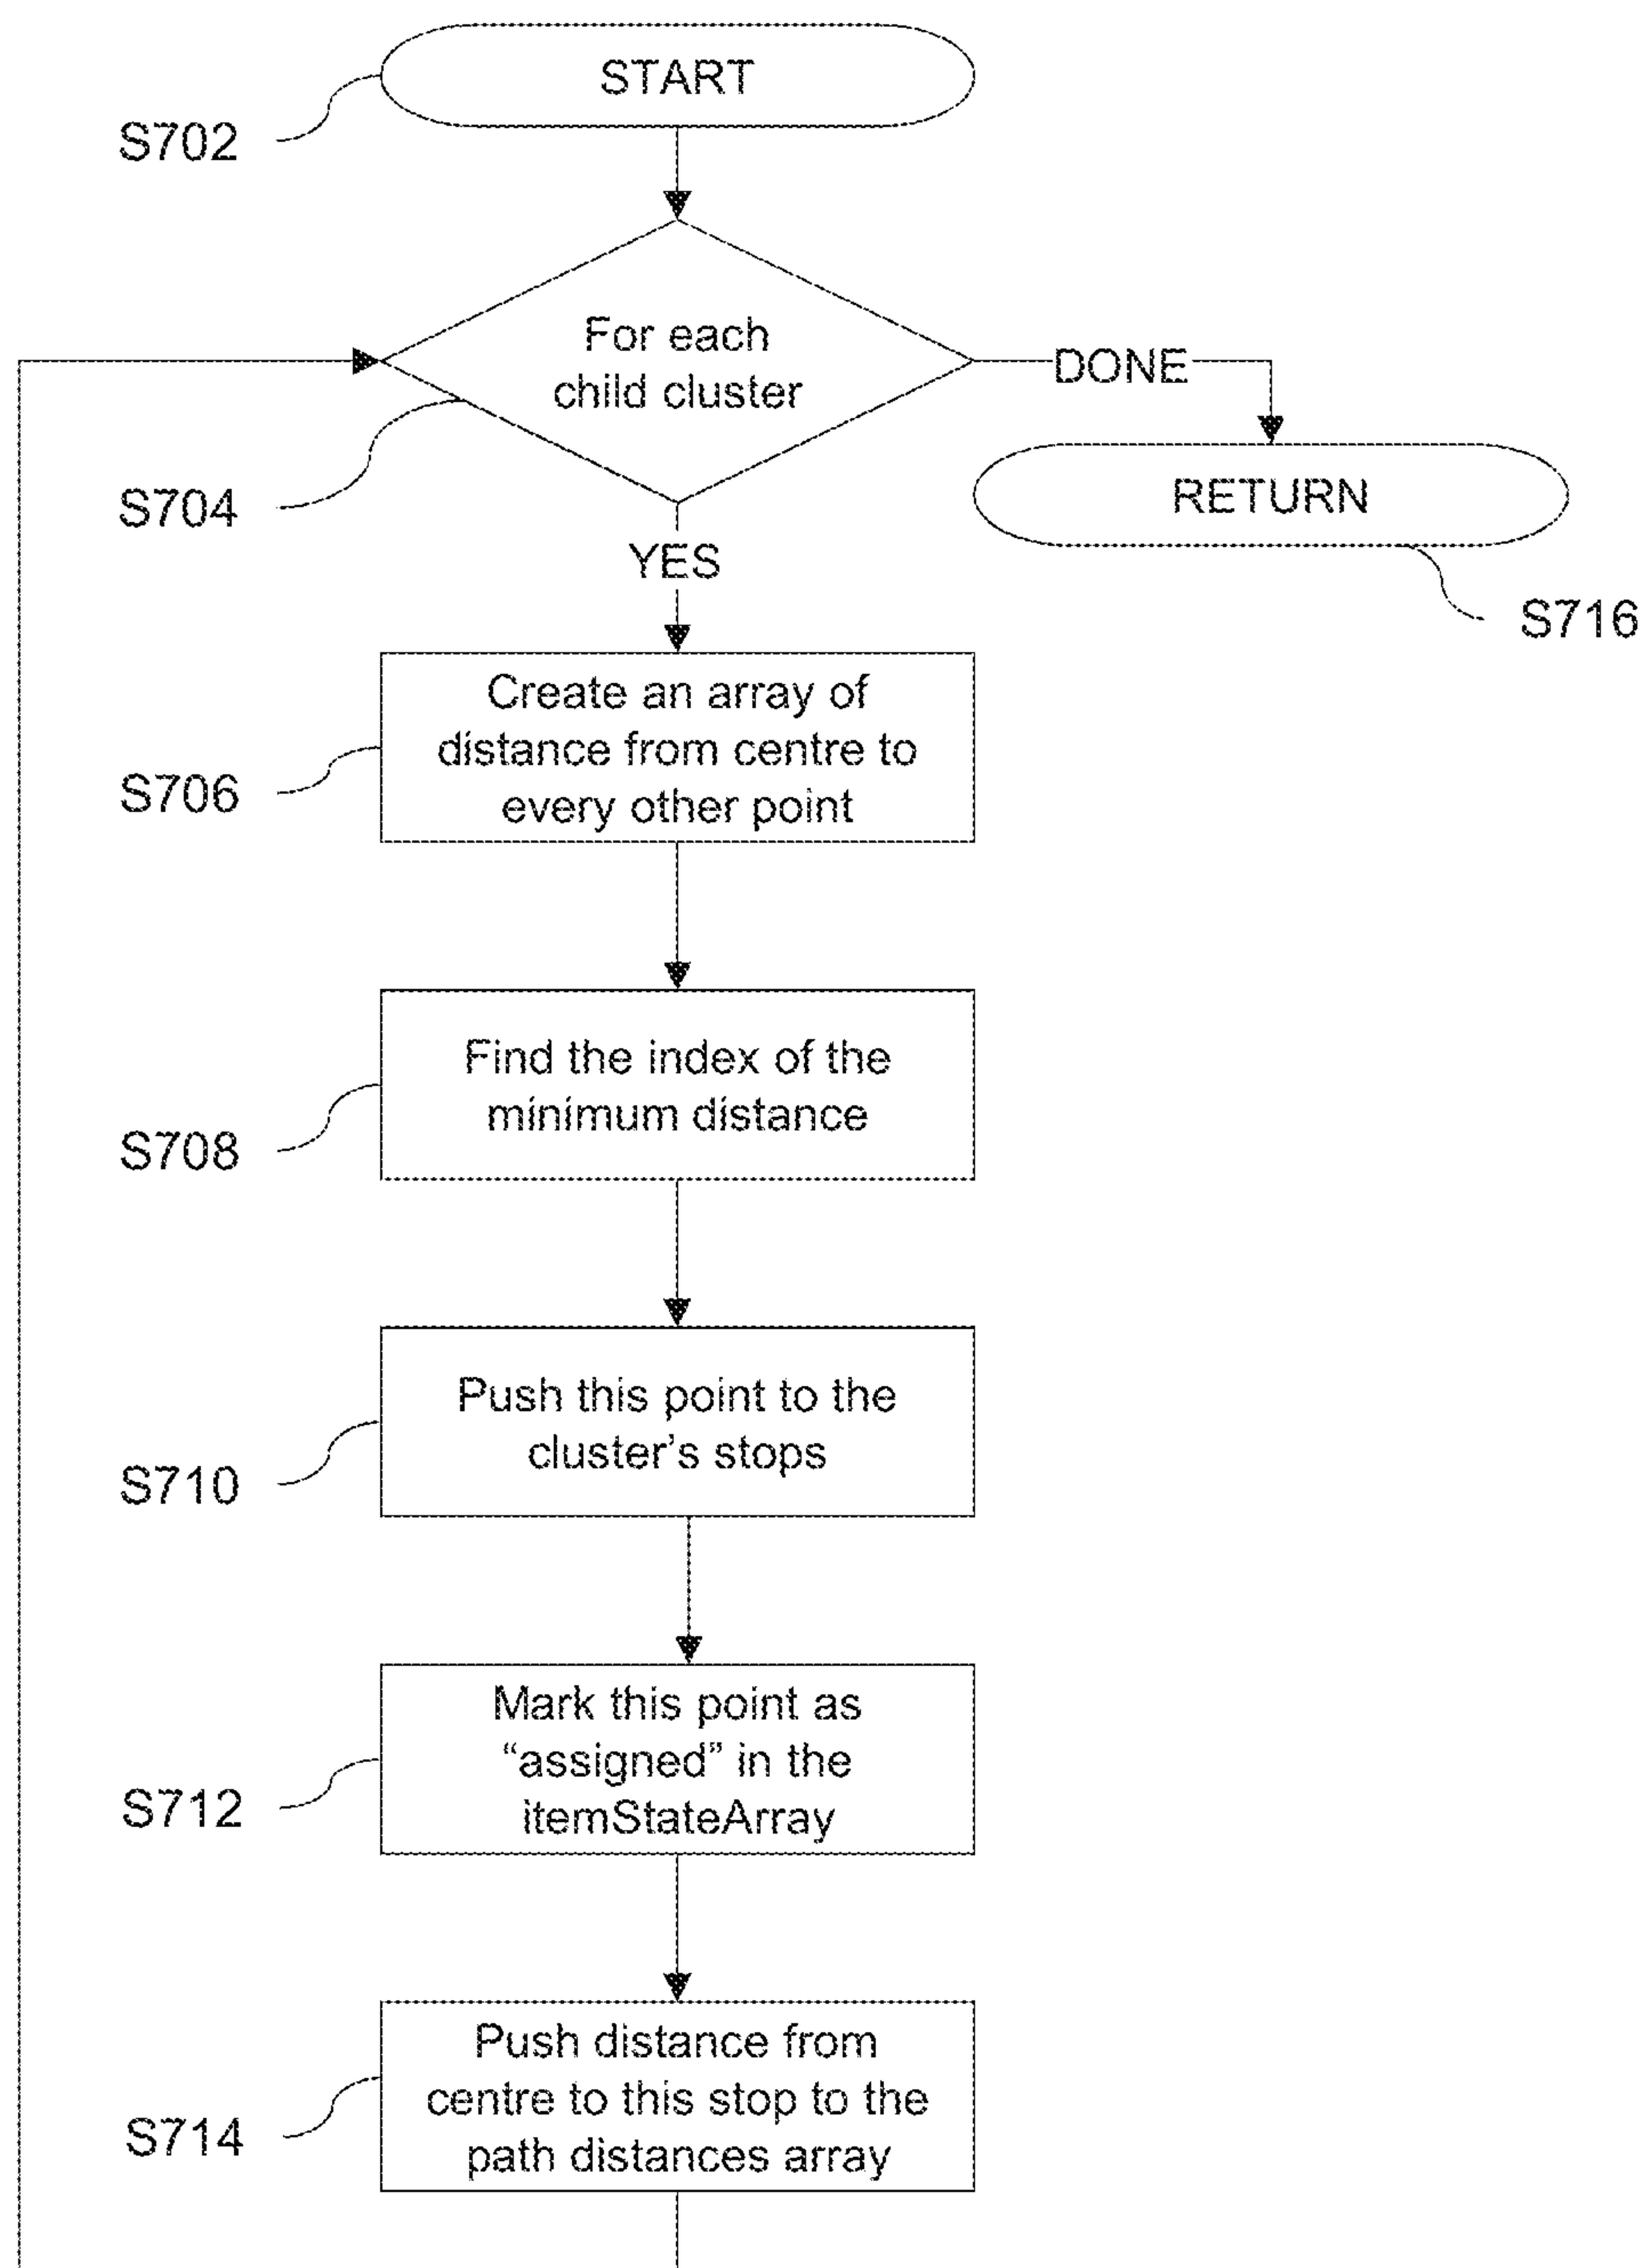 START
S702
For each
child cluster
DONE
S704
RETURN
YES
S716
Create an array of
distance from centre to
every other point
S706
Find the index of the
minimum distance
S708
Push this point to the
cluster’s stops
S710
Mark this point as
“assigned” in the
itemStateArray
S712
Push distance from
centre to this stop to the
path distances array
S714